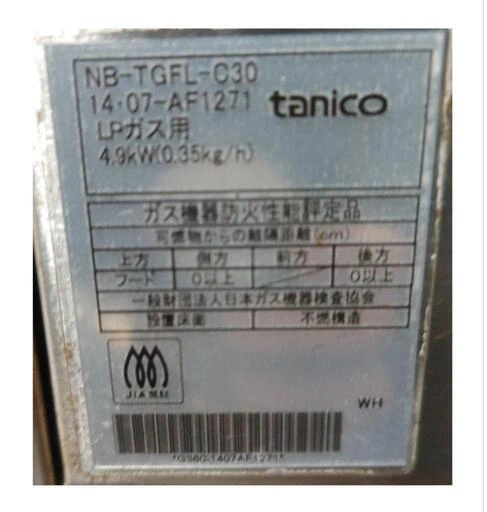 NB-TGFL-C30
14・07-AF1271 tanico
LPガス用
4.9kW(0.35kg/h)
ガス機器防火性能評定品
可燃物からの離隔距離(cm)
上方 側方 前方 後方
フード 0以上 0以上
一般財団法人日本ガス機器検査協会
設置床面 不燃構造
JIA
WH
*G360-1407AF1271*